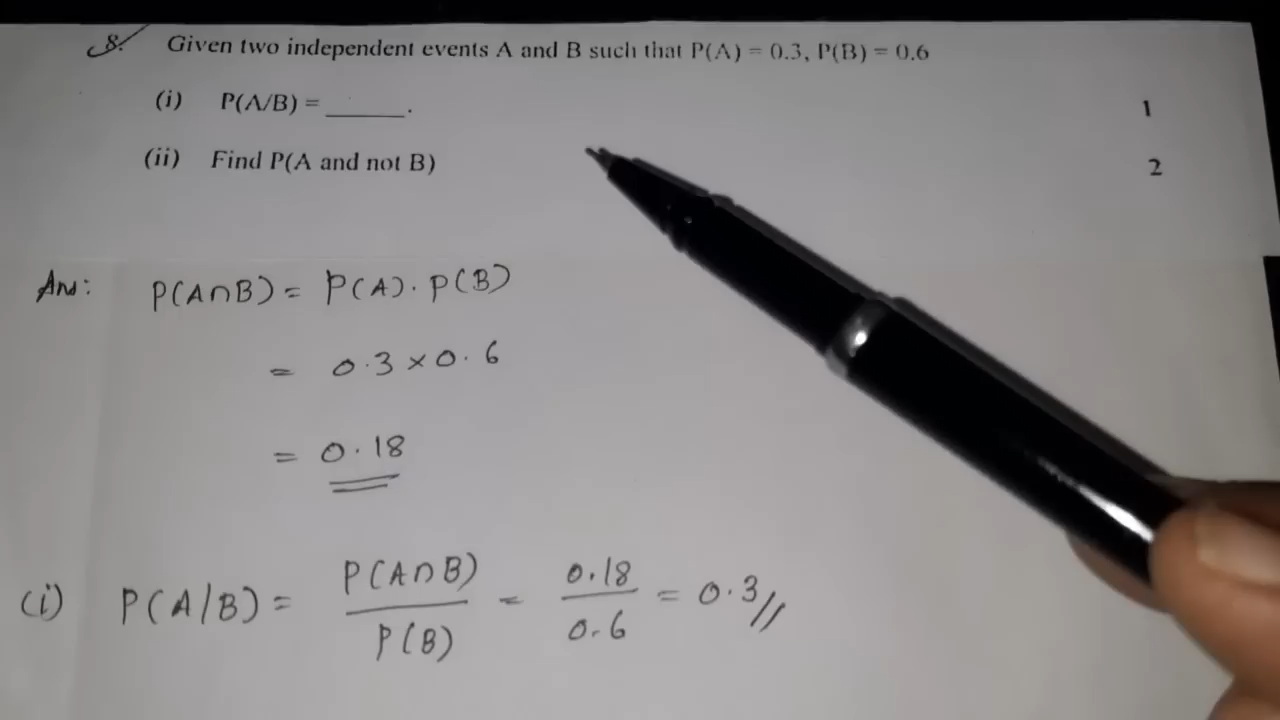 8. Given two independent events A and B such that P(A) = 0.3, P(B) = 0.6
(i) P(A/B) = ______. 1
(ii) Find P(A and not B) 2
Ans: P(A∩B) = P(A). P(B)
= 0.3 × 0.6
= 0.18
(i) P(A/B) = P(A∩B) / P(B) = 0.18 / 0.6 = 0.3//